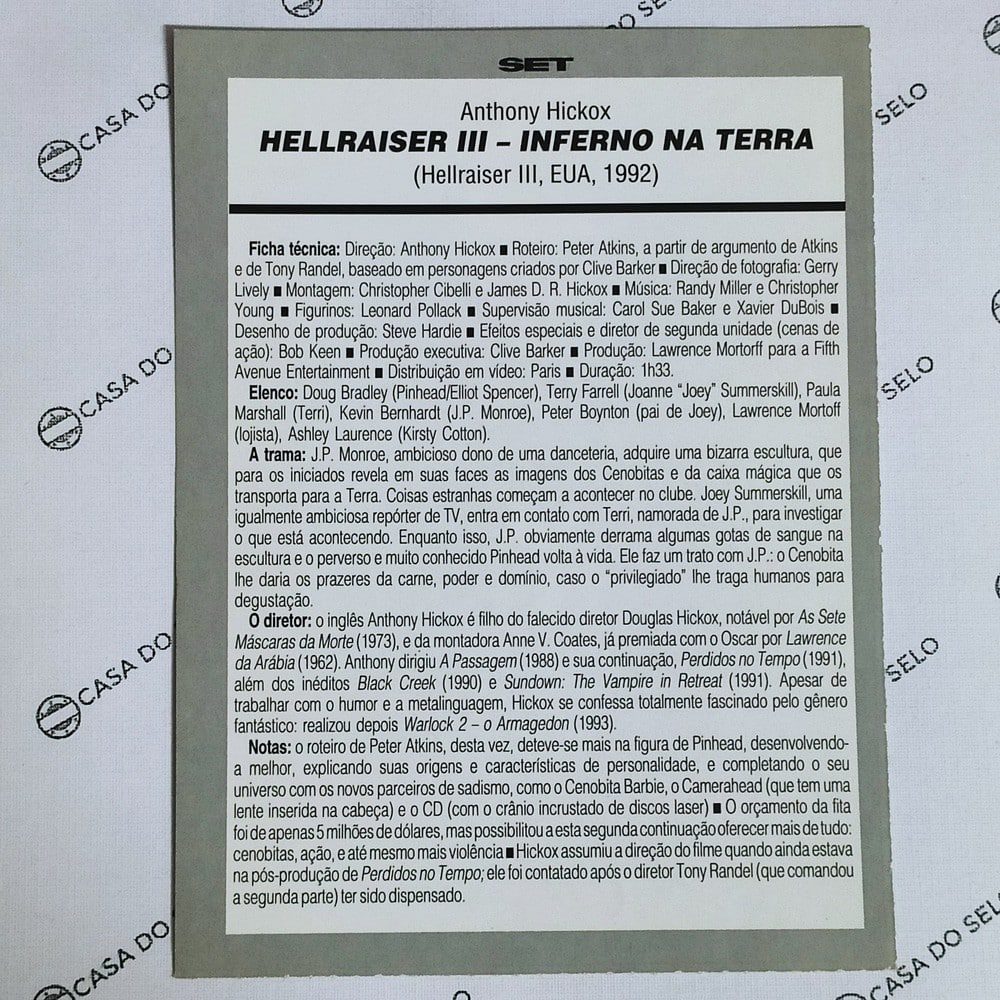 SET
Anthony Hickox
HELLRAISER III – INFERNO NA TERRA
(Hellraiser III, EUA, 1992)
Ficha técnica: Direção: Anthony Hickox ■ Roteiro: Peter Atkins, a partir de argumento de Atkins
e de Tony Randel, baseado em personagens criados por Clive Barker ■ Direção de fotografia: Gerry
Lively ■ Montagem: Christopher Cibelli e James D. R. Hickox ■ Música: Randy Miller e Christopher
Young ■ Figurinos: Leonard Pollack ■ Supervisão musical: Carol Sue Baker e Xavier DuBois ■
Desenho de produção: Steve Hardie ■ Efeitos especiais e diretor de segunda unidade (cenas de
ação): Bob Keen ■ Produção executiva: Clive Barker ■ Produção: Lawrence Mortorff para a Fifth
Avenue Entertainment ■ Distribuição em vídeo: Paris ■ Duração: 1h33.
Elenco: Doug Bradley (Pinhead/Elliot Spencer), Terry Farrell (Joanne “Joey” Summerskill), Paula
Marshall (Terri), Kevin Bernhardt (J.P. Monroe), Peter Boynton (pai de Joey), Lawrence Mortoff
(lojista), Ashley Laurence (Kirsty Cotton).
A trama: J.P. Monroe, ambicioso dono de uma danceteria, adquire uma bizarra escultura, que
para os iniciados revela em suas faces as imagens dos Cenobitas e da caixa mágica que os
transporta para a Terra. Coisas estranhas começam a acontecer no clube. Joey Summerskill, uma
igualmente ambiciosa repórter de TV, entra em contato com Terri, namorada de J.P., para investigar
o que está acontecendo. Enquanto isso, J.P. obviamente derrama algumas gotas de sangue na
escultura e o perverso e muito conhecido Pinhead volta à vida. Ele faz um trato com J.P.: o Cenobita
lhe daria os prazeres da carne, poder e domínio, caso o “privilegiado” lhe traga humanos para
degustação.
O diretor: o inglês Anthony Hickox é filho do falecido diretor Douglas Hickox, notável por As Sete
Máscaras da Morte (1973), e da montadora Anne V. Coates, já premiada com o Oscar por Lawrence
da Arábia (1962). Anthony dirigiu A Passagem (1988) e sua continuação, Perdidos no Tempo (1991),
além dos inéditos Black Creek (1990) e Sundown: The Vampire in Retreat (1991). Apesar de
trabalhar com o humor e a metalinguagem, Hickox se confessa totalmente fascinado pelo gênero
fantástico: realizou depois Warlock 2 – o Armagedon (1993).
Notas: o roteiro de Peter Atkins, desta vez, deteve-se mais na figura de Pinhead, desenvolvendo-
a melhor, explicando suas origens e características de personalidade, e completando o seu
universo com os novos parceiros de sadismo, como o Cenobita Barbie, o Camerahead (que tem uma
lente inserida na cabeça) e o CD (com o crânio incrustado de discos laser) ■ O orçamento da fita
foi de apenas 5 milhões de dólares, mas possibilitou a esta segunda continuação oferecer mais de tudo:
cenobitas, ação, e até mesmo mais violência ■ Hickox assumiu a direção do filme quando ainda estava
na pós-produção de Perdidos no Tempo; ele foi contatado após o diretor Tony Randel (que comandou
a segunda parte) ter sido dispensado.
CASA DO
SELO
CASA DO
SELO
CASA DO
SELO
CASA DO
CASA DO SELO